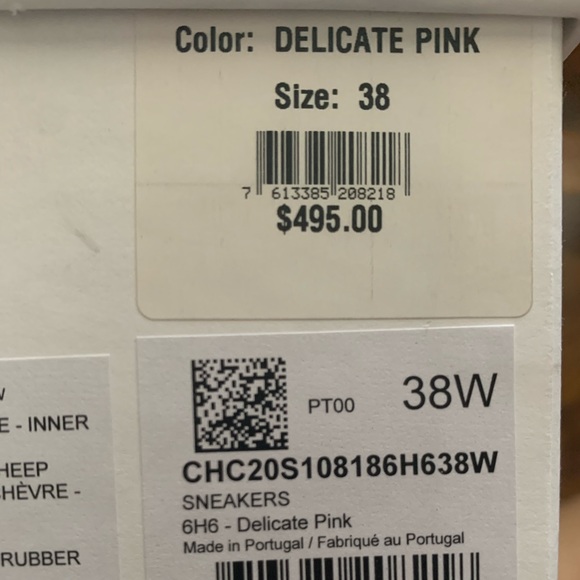 Color: DELICATE PINK
Size: 38
7 613385 208218
$495.00
PT00
38W
CHC20S108186H638W
SNEAKERS
6H6 - Delicate Pink
Made in Portugal / Fabriqué au Portugal
E - INNER
HEEP
HÈVRE -
RUBBER